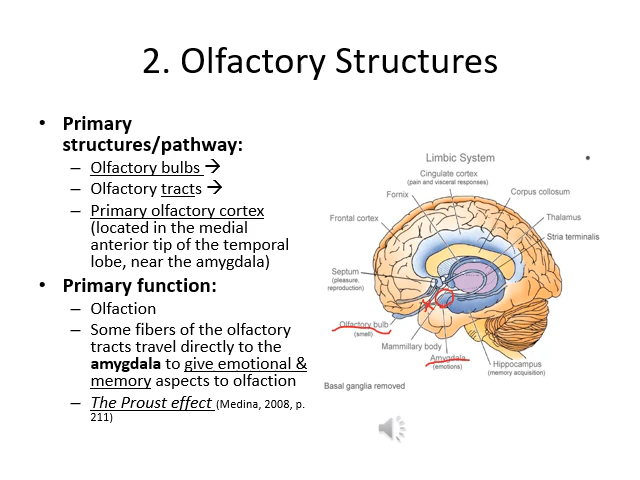 2. Olfactory Structures
• Primary
structures/pathway:
– Olfactory bulbs →
– Olfactory tracts →
– Primary olfactory cortex
(located in the medial
anterior tip of the temporal
lobe, near the amygdala)
• Primary function:
– Olfaction
– Some fibers of the olfactory
tracts travel directly to the
amygdala to give emotional &
memory aspects to olfaction
– The Proust effect (Medina, 2008, p.
211)
Limbic System
Cingulate cortex
(pain and visceral responses)
Fornix
Corpus collosum
Frontal cortex
Thalamus
Stria terminalis
Septum
(pleasure,
reproduction)
Olfactory bulb
(smell)
Mammillary body
Amygdala
(emotions)
Hippocampus
(memory acquisition)
Basal ganglia removed